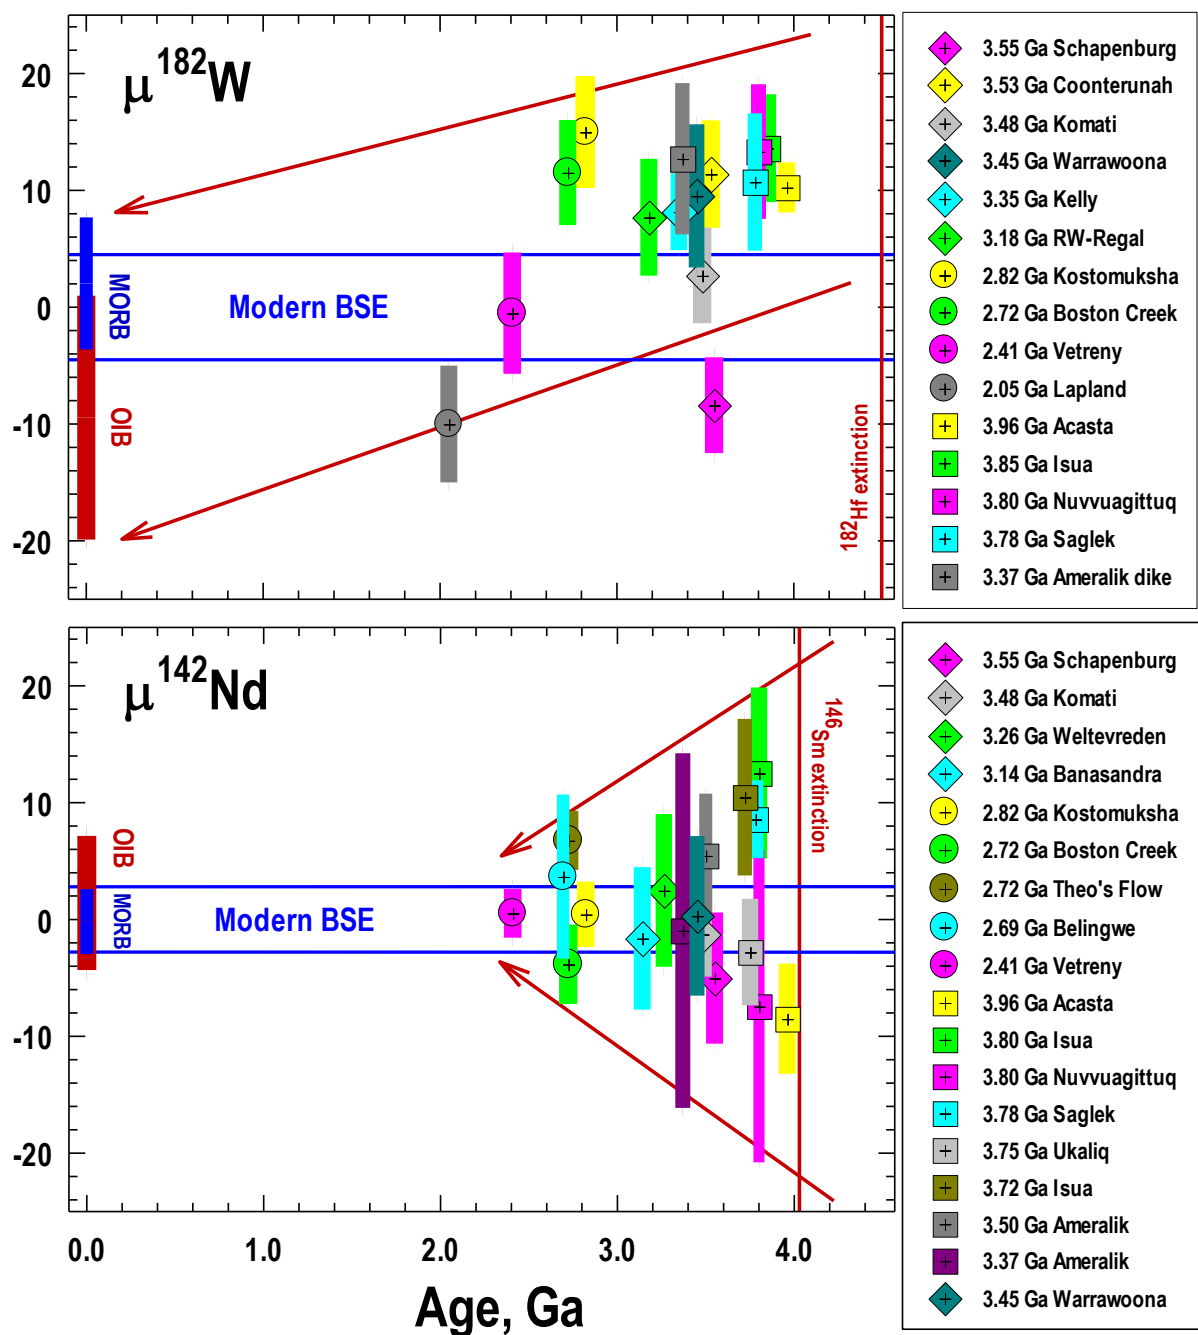 μ 182W
20
10
0
-10
-20
MORB
OIB
Modern BSE
182Hf extinction
3.55 Ga Schapenburg
3.53 Ga Coonterunah
3.48 Ga Komati
3.45 Ga Warrawoona
3.35 Ga Kelly
3.18 Ga RW-Regal
2.82 Ga Kostomuksha
2.72 Ga Boston Creek
2.41 Ga Vetreny
2.05 Ga Lapland
3.96 Ga Acasta
3.85 Ga Isua
3.80 Ga Nuvvuagittuq
3.78 Ga Saglek
3.37 Ga Ameralik dike
μ 142Nd
20
10
0
-10
-20
OIB
MORB
Modern BSE
146Sm extinction
0.0 1.0 2.0 3.0 4.0
Age, Ga
3.55 Ga Schapenburg
3.48 Ga Komati
3.26 Ga Weltevreden
3.14 Ga Banasandra
2.82 Ga Kostomuksha
2.72 Ga Boston Creek
2.72 Ga Theo's Flow
2.69 Ga Belingwe
2.41 Ga Vetreny
3.96 Ga Acasta
3.80 Ga Isua
3.80 Ga Nuvvuagittuq
3.78 Ga Saglek
3.75 Ga Ukaliq
3.72 Ga Isua
3.50 Ga Ameralik
3.37 Ga Ameralik
3.45 Ga Warrawoona